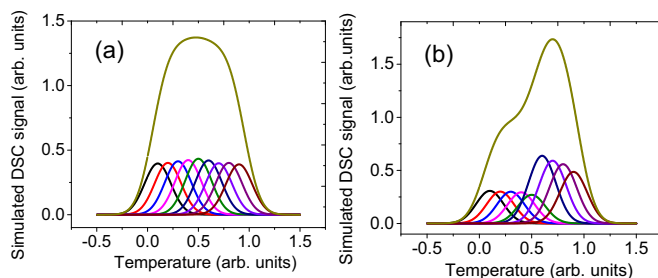 (a)
Simulated DSC signal (arb. units)
1.5
1.0
0.5
0.0
-0.5 0.0 0.5 1.0 1.5
Temperature (arb. units)
(b)
Simulated DSC signal (arb.units)
1.5
1.0
0.5
0.0
-0.5 0.0 0.5 1.0 1.5
Temperature (arb. units)